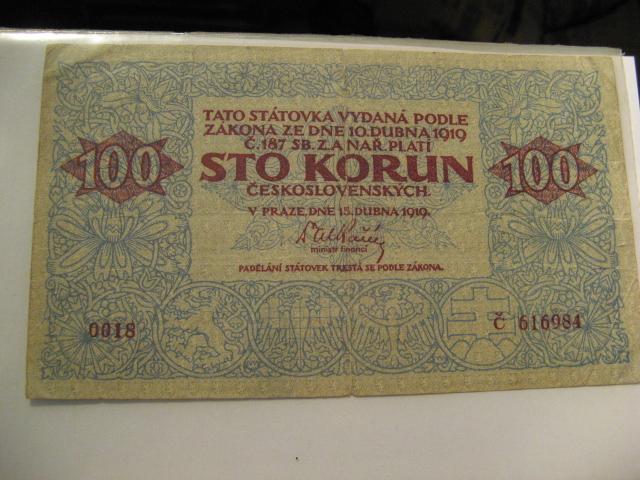 TATO STÁTOVKA VYDANÁ PODLE
ZÁKONA ZE DNE 10. DUBNA 1919
Č. 187 SB. Z. A NAŘ. PLATÍ
100 STO KORUN 100
ČESKOSLOVENSKÝCH.
V PRAZE, DNE 15. DUBNA 1919.
ministr financí
PADĚLÁNÍ STÁTOVEK TRESTÁ SE PODLE ZÁKONA.
0018 Č 616984